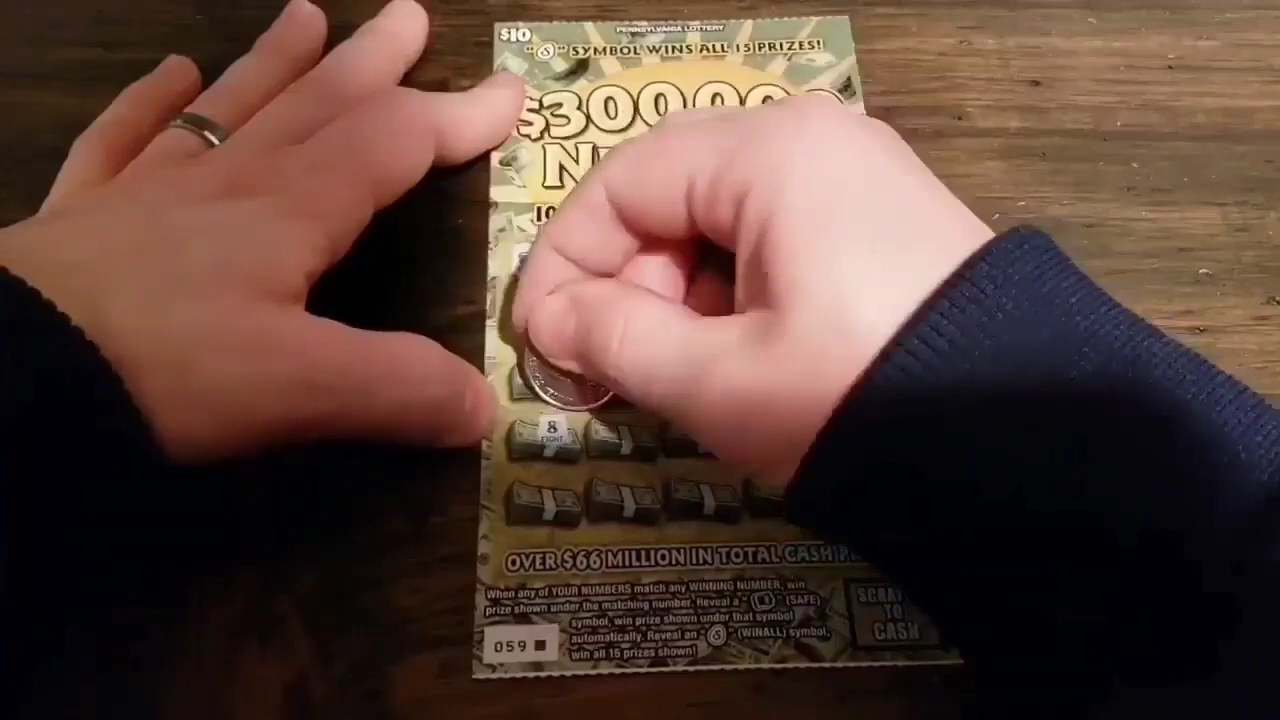 $10
PENNSYLVANIA LOTTERY
"Ⓢ" SYMBOL WINS ALL 15 PRIZES!
$300,000
10
8
EIGHT
OVER $66 MILLION IN TOTAL CASH
When any of YOUR NUMBERS match any WINNING NUMBER, win
prize shown under the matching number. Reveal a " " (SAFE)
symbol, win prize shown under that symbol
automatically. Reveal an "Ⓢ" (WINALL) symbol,
win all 15 prizes shown!
059
SCRATCH
TO
CASH